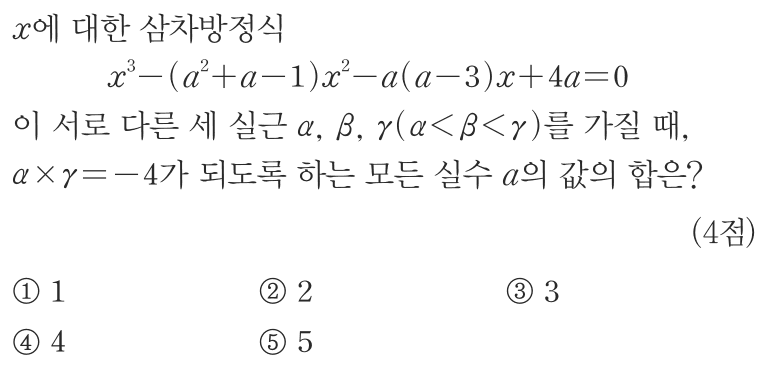 x에 대한 삼차방정식
x³−(a²+a−1)x²−a(a−3)x+4a=0
이 서로 다른 세 실근 α, β, γ(α<β<γ)를 가질 때,
α×γ=−4가 되도록 하는 모든 실수 a의 값의 합은?
(4점)
① 1 ② 2 ③ 3
④ 4 ⑤ 5